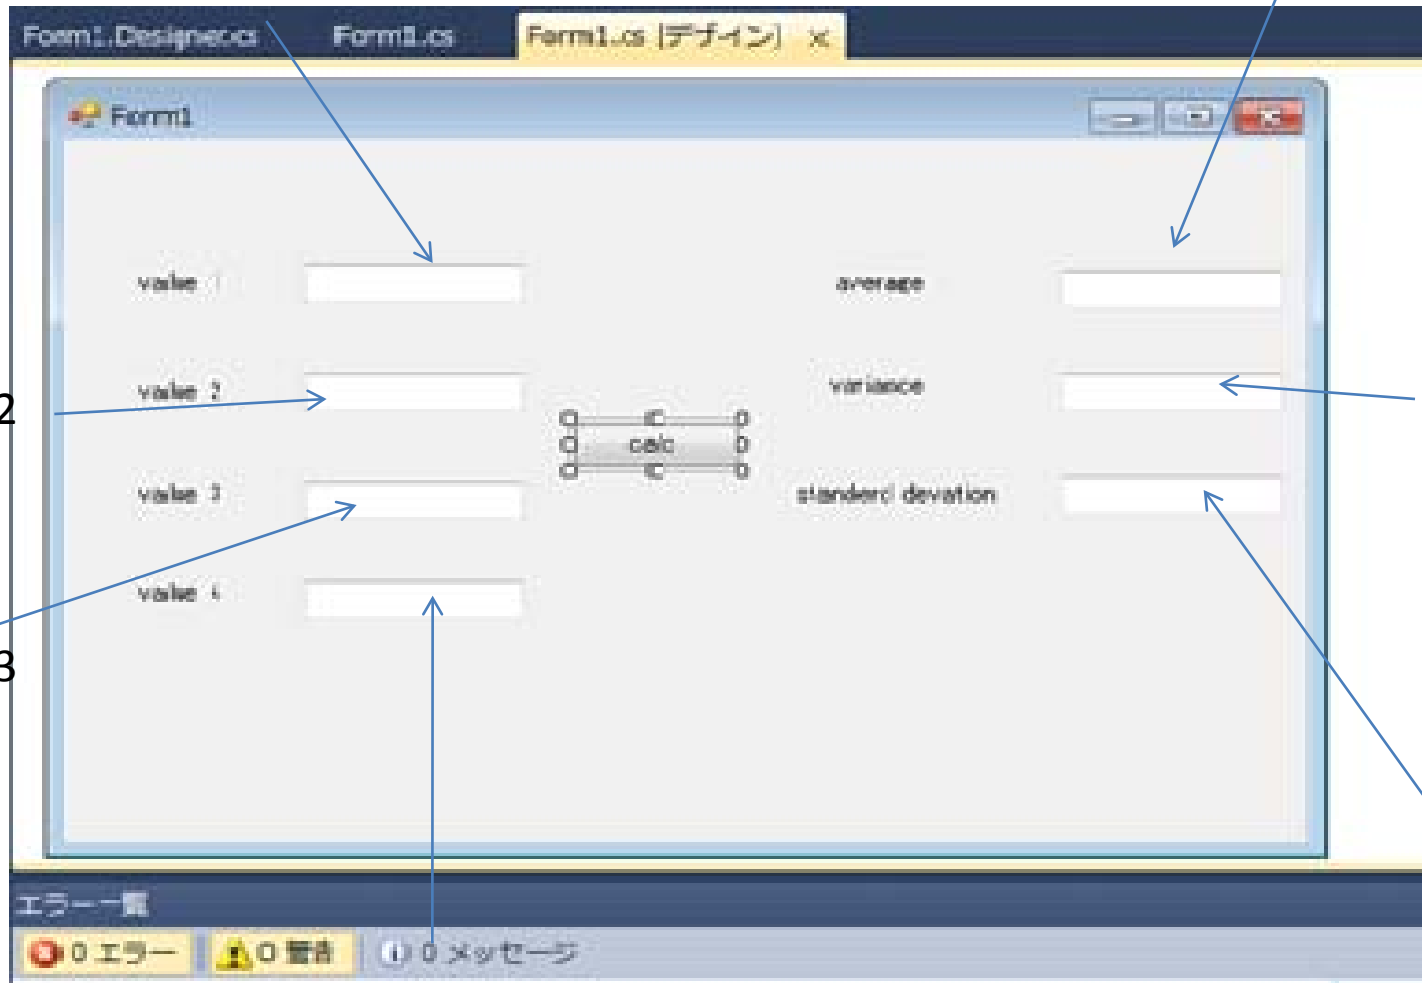 Form1.Designer.cs Form1.cs Form1.cs [デザイン] ×
Form1
value 1 average
value 2 variance
2
calc
value 3 standerd devation
value 4
3
エラー一覧
0 エラー 0 警告 0 メッセージ